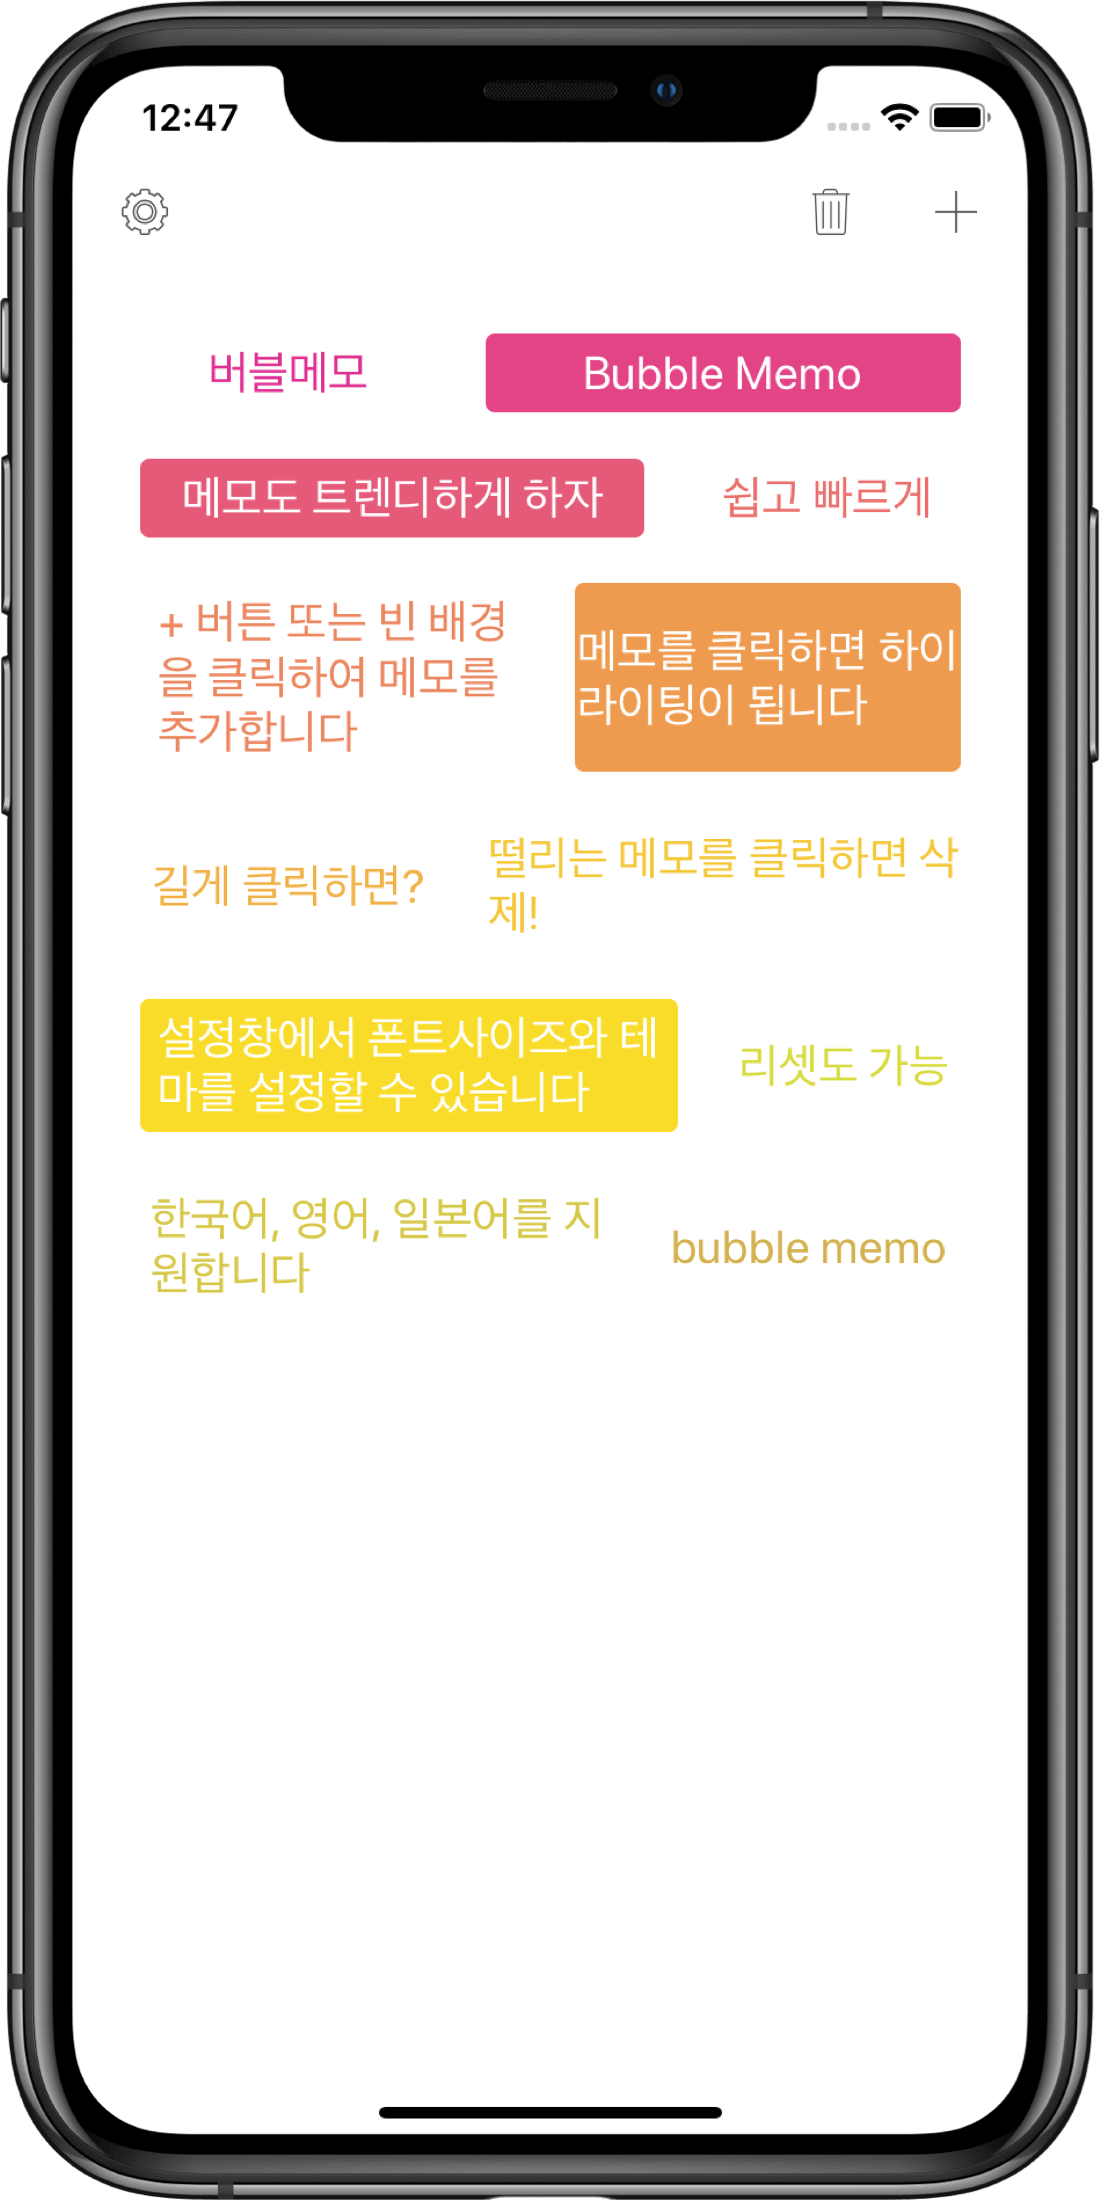 12:47
버블메모
Bubble Memo
메모도 트렌디하게 하자
쉽고 빠르게
+ 버튼 또는 빈 배경
을 클릭하여 메모를
추가합니다
메모를 클릭하면 하이
라이팅이 됩니다
길게 클릭하면?
떨리는 메모를 클릭하면 삭
제!
설정창에서 폰트사이즈와 테
마를 설정할 수 있습니다
리셋도 가능
한국어, 영어, 일본어를 지
원합니다
bubble memo